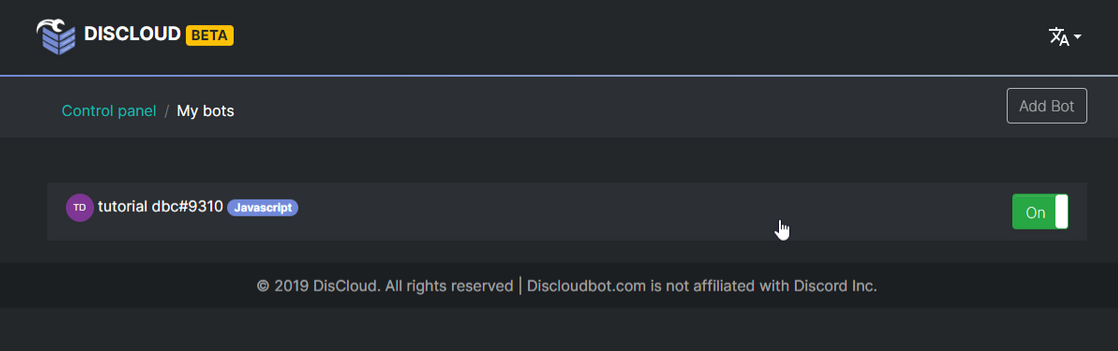 DISCLOUD BETA
Control panel / My bots
Add Bot
TD tutorial dbc#9310 Javascript
On
© 2019 DisCloud. All rights reserved | Discloudbot.com is not affiliated with Discord Inc.